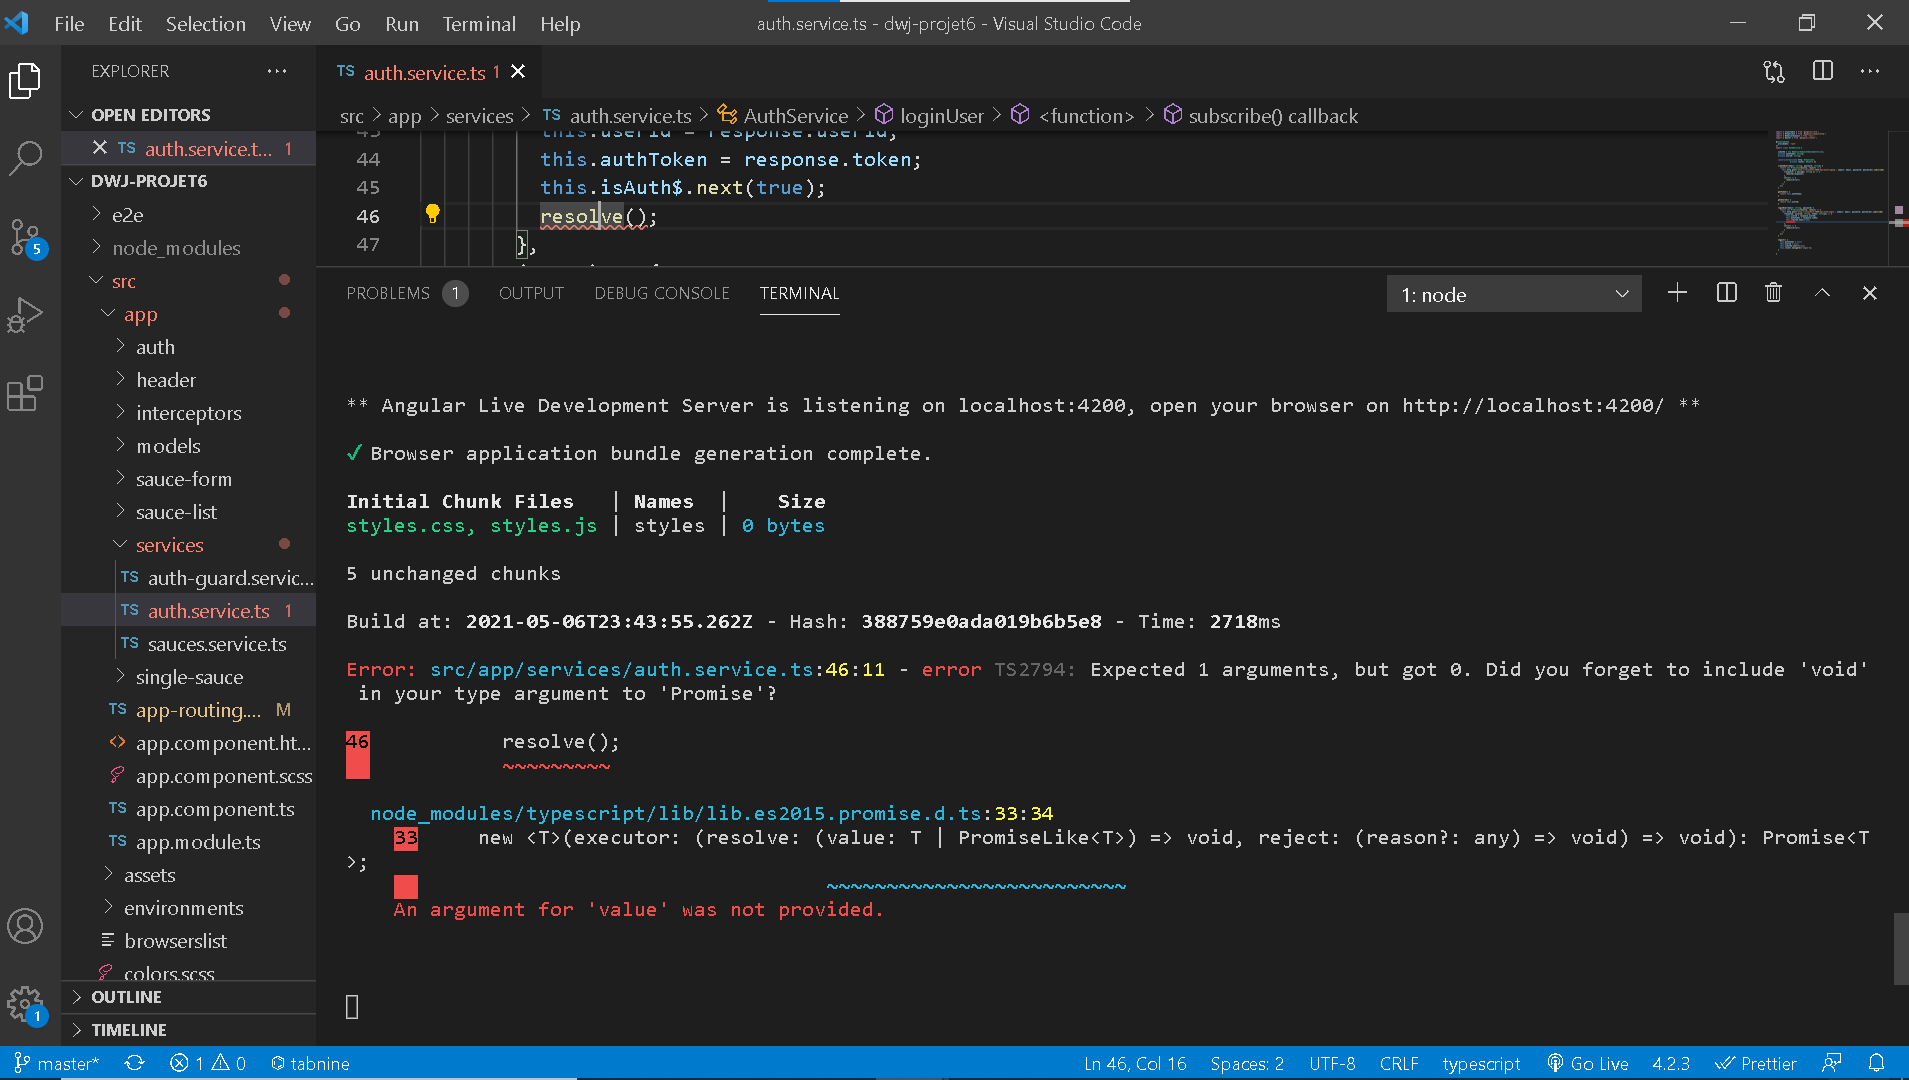 File Edit Selection View Go Run Terminal Help
auth.service.ts - dwj-projet6 - Visual Studio Code
EXPLORER
TS auth.service.ts 1
OPEN EDITORS
TS auth.service.t... 1
DWJ-PROJET6
e2e
node_modules
src
app
auth
header
interceptors
models
sauce-form
sauce-list
services
TS auth-guard.servic...
TS auth.service.ts 1
TS sauces.service.ts
single-sauce
TS app-routing.... M
<> app.component.ht...
app.component.scss
TS app.component.ts
TS app.module.ts
assets
environments
browserslist
colors.scss
OUTLINE
TIMELINE
5
1
src > app > services > TS auth.service.ts > AuthService > loginUser > <function> > subscribe() callback
43 this.userId = response.userId;
44 this.authToken = response.token;
45 this.isAuth$.next(true);
46 resolve();
47 },
PROBLEMS 1 OUTPUT DEBUG CONSOLE TERMINAL
1: node
** Angular Live Development Server is listening on localhost:4200, open your browser on http://localhost:4200/ **
✓ Browser application bundle generation complete.
Initial Chunk Files | Names | Size
styles.css, styles.js | styles | 0 bytes
5 unchanged chunks
Build at: 2021-05-06T23:43:55.262Z - Hash: 388759e0ada019b6b5e8 - Time: 2718ms
Error: src/app/services/auth.service.ts:46:11 - error TS2794: Expected 1 arguments, but got 0. Did you forget to include 'void'
in your type argument to 'Promise'?
46 resolve();
~~~~~~~~~
node_modules/typescript/lib/lib.es2015.promise.d.ts:33:34
33 new <T>(executor: (resolve: (value: T | PromiseLike<T>) => void, reject: (reason?: any) => void) => void): Promise<T
>;
~~~~~~~~~~~~~~~~~~~~~~~~~
An argument for 'value' was not provided.
master* 1 0 tabnine
Ln 46, Col 16 Spaces: 2 UTF-8 CRLF typescript Go Live 4.2.3 Prettier